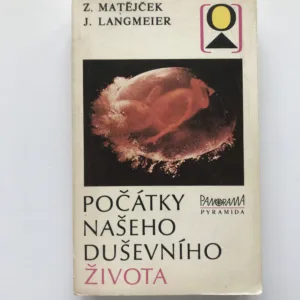 Z. MATĚJČEK
J. LANGMEIER
POČÁTKY
NAŠEHO
DUŠEVNÍHO
ŽIVOTA
PANORAMA
PYRAMIDA